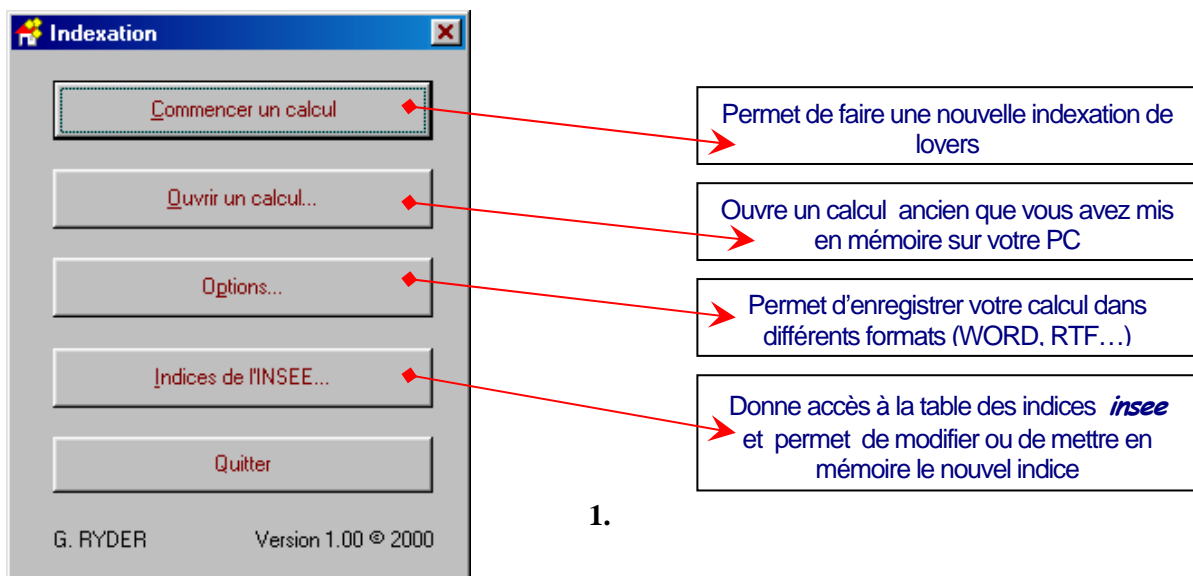 Indexation
Commencer un calcul
Ouvrir un calcul...
Options...
Indices de l'INSEE...
Quitter
G. RYDER Version 1.00 © 2000
Permet de faire une nouvelle indexation de
lovers
Ouvre un calcul ancien que vous avez mis
en mémoire sur votre PC
Permet d’enregistrer votre calcul dans
différents formats (WORD, RTF…)
Donne accès à la table des indices insee
et permet de modifier ou de mettre en
mémoire le nouvel indice
1.